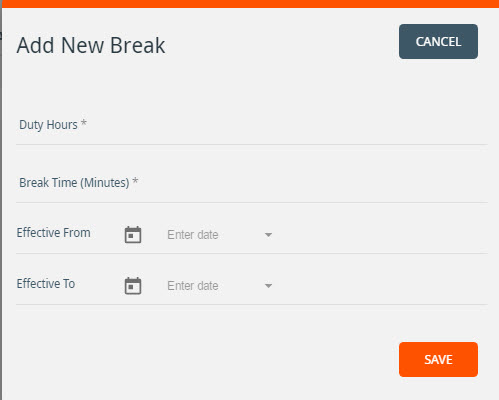 Add New Break
CANCEL
Duty Hours *
Break Time (Minutes) *
Effective From
Enter date
Effective To
Enter date
SAVE